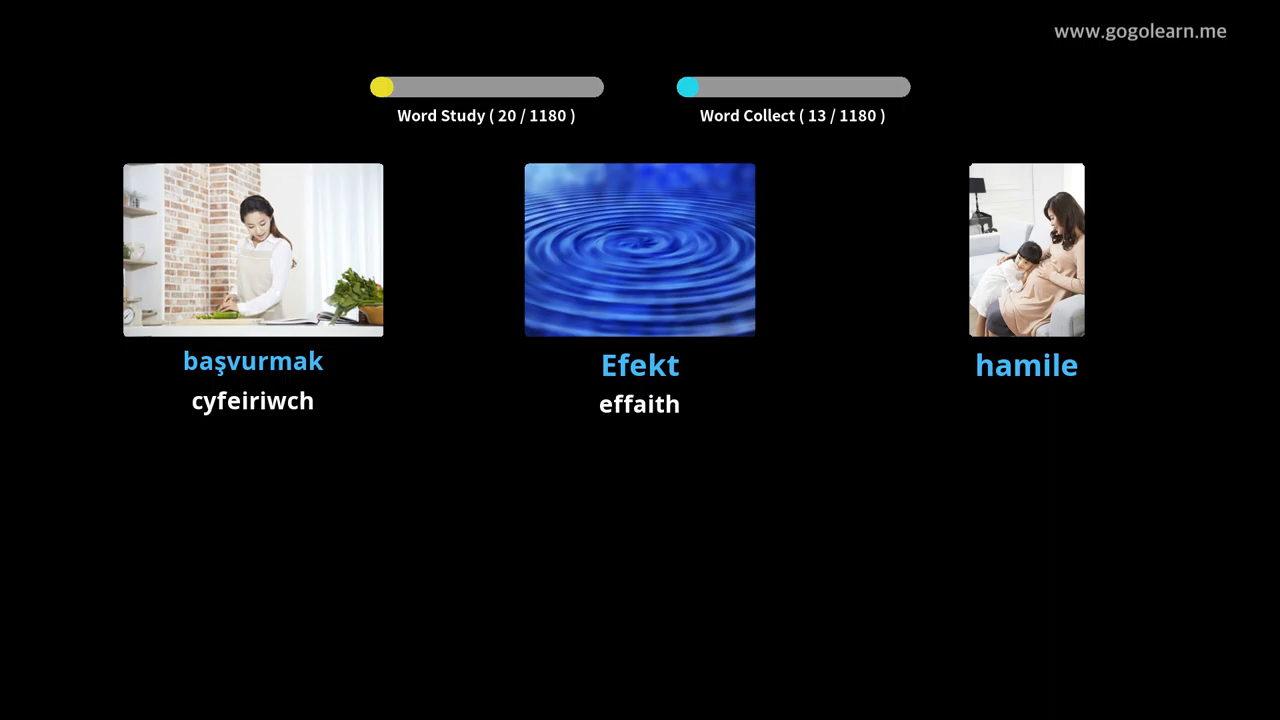 www.gogolearn.me
Word Study ( 20 / 1180 )
Word Collect ( 13 / 1180 )
başvurmak
cyfeiriwch
Efekt
effaith
hamile